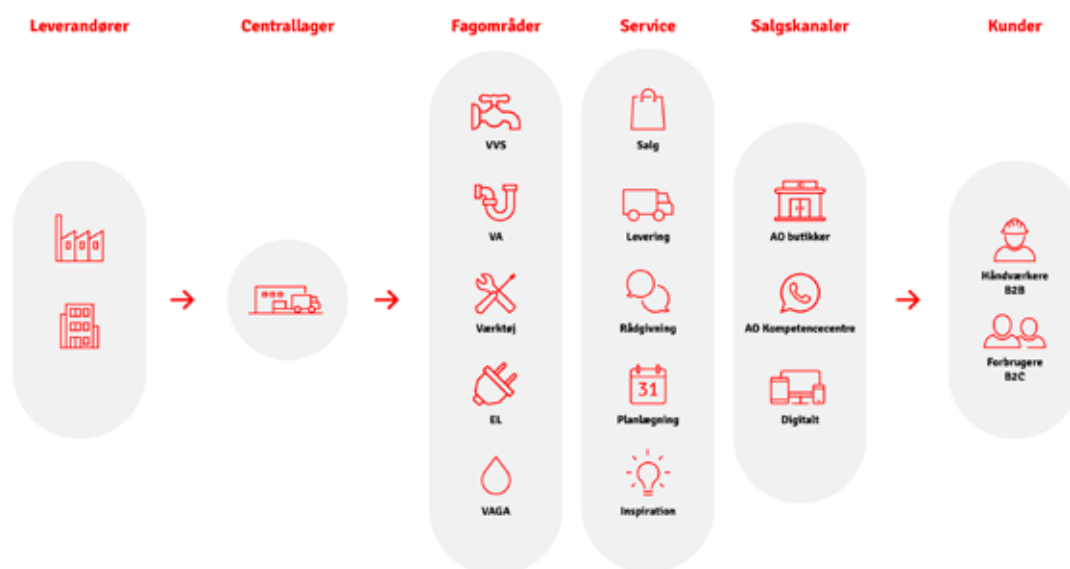 Leverandører
Centrallager
Fagområder
Service
Salgskanaler
Kunder
VVS
VA
Værktøj
EL
VAGA
Salg
Levering
Rådgivning
31
Planlægning
Inspiration
AO butikker
AO Kompetencecentre
Digitalt
Håndværkere
B2B
Forbrugere
B2C